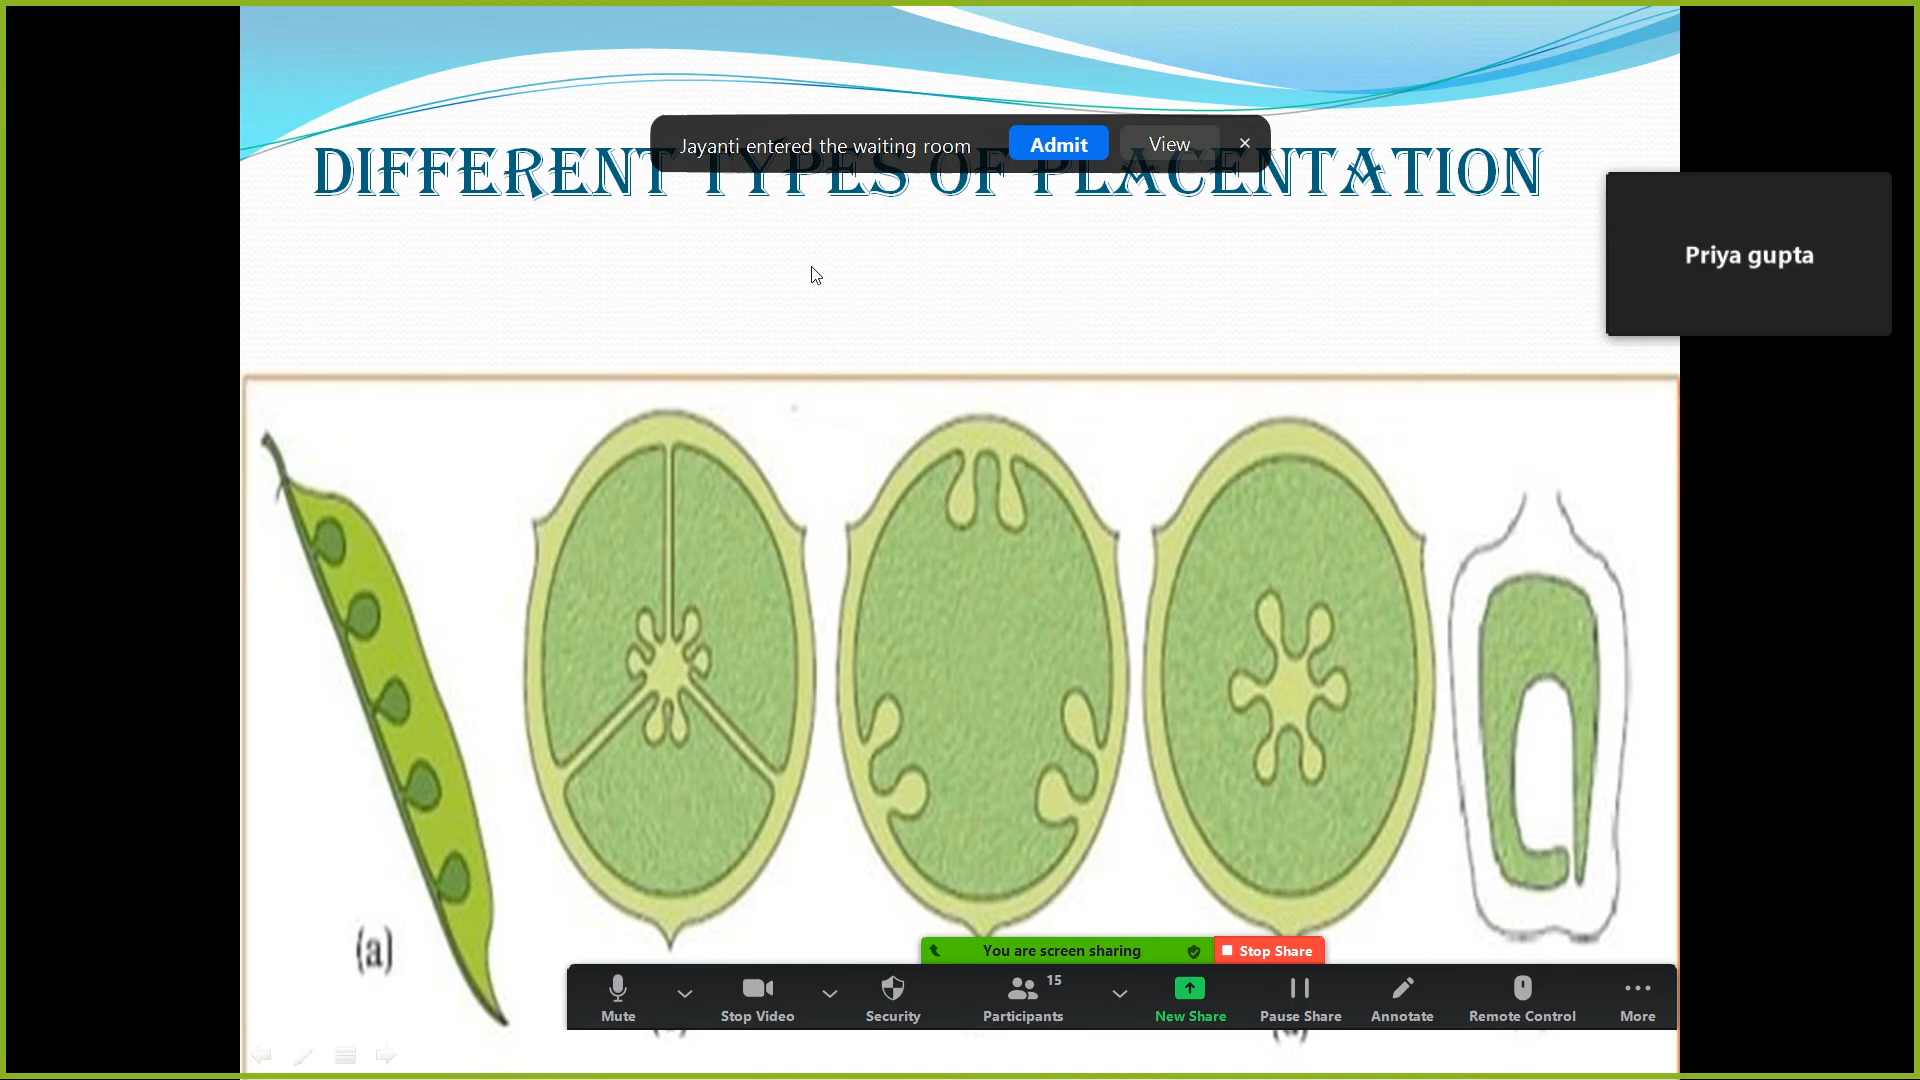 Jayanti entered the waiting room Admit View
DIFFERENT TYPES OF PLACENTATION
Priya gupta
(a)
You are screen sharing Stop Share
15
Mute Stop Video Security Participants New Share Pause Share Annotate Remote Control More